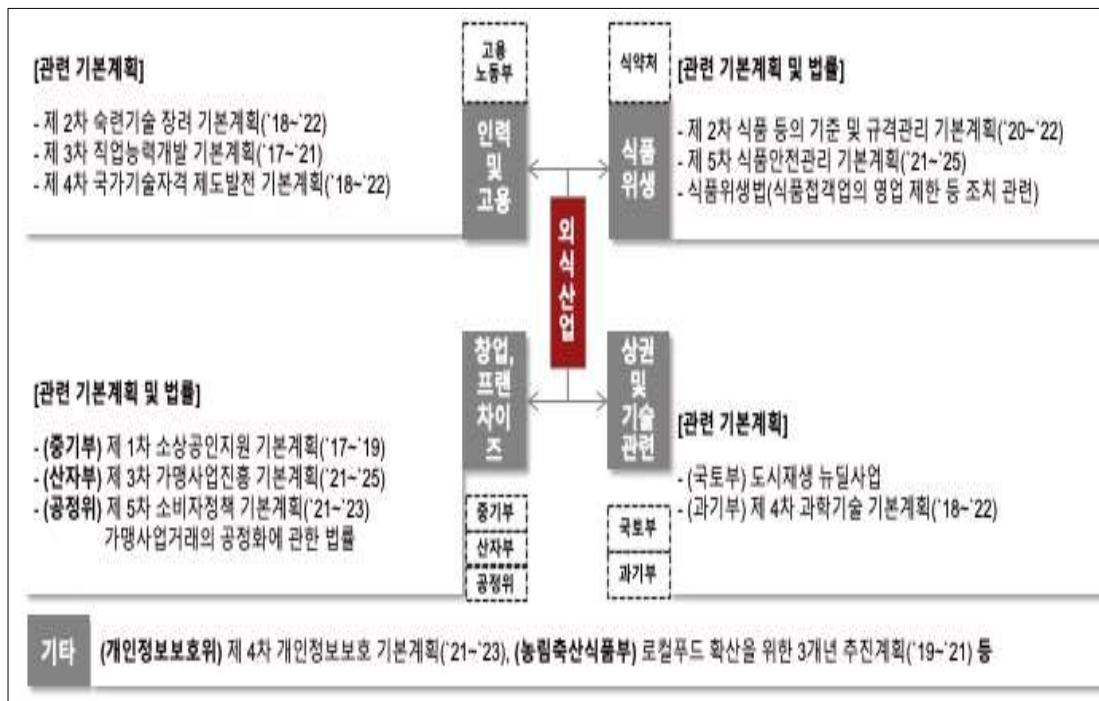 [관련 기본계획]
- 제 2차 숙련기술 장려 기본계획(`18~`22)
- 제 3차 직업능력개발 기본계획(`17~`21)
- 제 4차 국가기술자격 제도발전 기본계획(`18~`22)
고용
노동부
인력
및
고용
식약처
식품
위생
[관련 기본계획 및 법률]
- 제 2차 식품 등의 기준 및 규격관리 기본계획(`20~`22)
- 제 5차 식품안전관리 기본계획(`21~`25)
- 식품위생법(식품접객업의 영업 제한 등 조치 관련)
외
식
산
업
[관련 기본계획 및 법률]
- (중기부) 제 1차 소상공인지원 기본계획(`17~`19)
- (산자부) 제 3차 가맹사업진흥 기본계획(`21~`25)
- (공정위) 제 5차 소비자정책 기본계획(`21~`23)
가맹사업거래의 공정화에 관한 법률
창업,
프랜
차이
즈
중기부
산자부
공정위
상권
및
기술
관련
국토부
과기부
[관련 기본계획]
- (국토부) 도시재생 뉴딜사업
- (과기부) 제 4차 과학기술 기본계획(`18~`22)
기타
(개인정보보호위) 제 4차 개인정보보호 기본계획(`21~`23), (농림축산식품부) 로컬푸드 확산을 위한 3개년 추진계획(`19~`21) 등